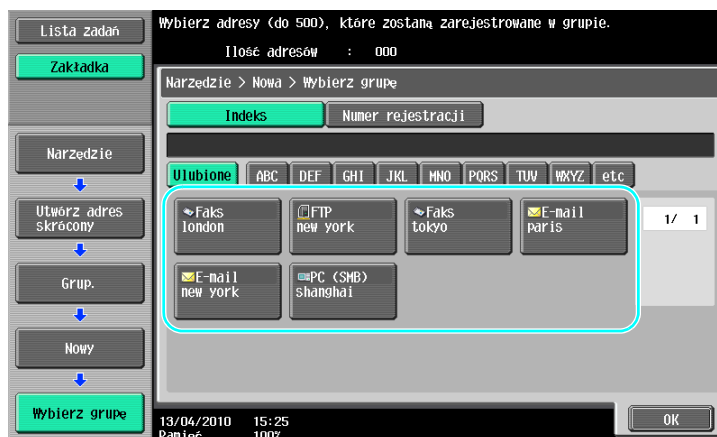 Lista zadań
Zakładka
Wybierz adresy (do 500), które zostaną zarejestrowane w grupie.
Ilość adresów : 000
Narzędzie > Nowa > Wybierz grupę
Indeks
Numer rejestracji
Ulubione ABC DEF GHI JKL MNO PQRS TUV WXYZ etc
Faks
london
FTP
new york
Faks
tokyo
E-mail
paris
1/ 1
E-mail
new york
PC (SMB)
shanghai
Narzędzie
Utwórz adres
skrócony
Grup.
Nowy
Wybierz grupę
13/04/2010 15:25
Pamięć 100%
OK